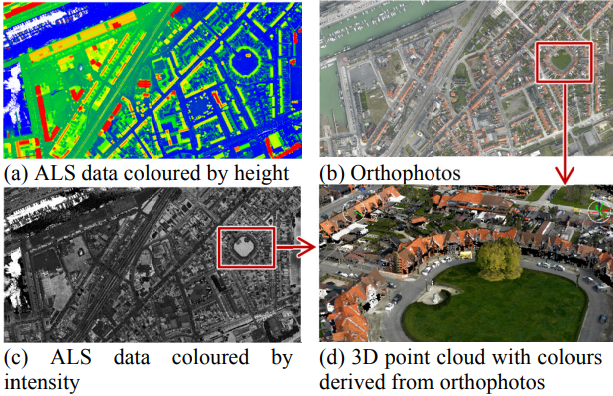 (a) ALS data coloured by height
(b) Orthophotos
(c) ALS data coloured by
intensity
(d) 3D point cloud with colours
derived from orthophotos